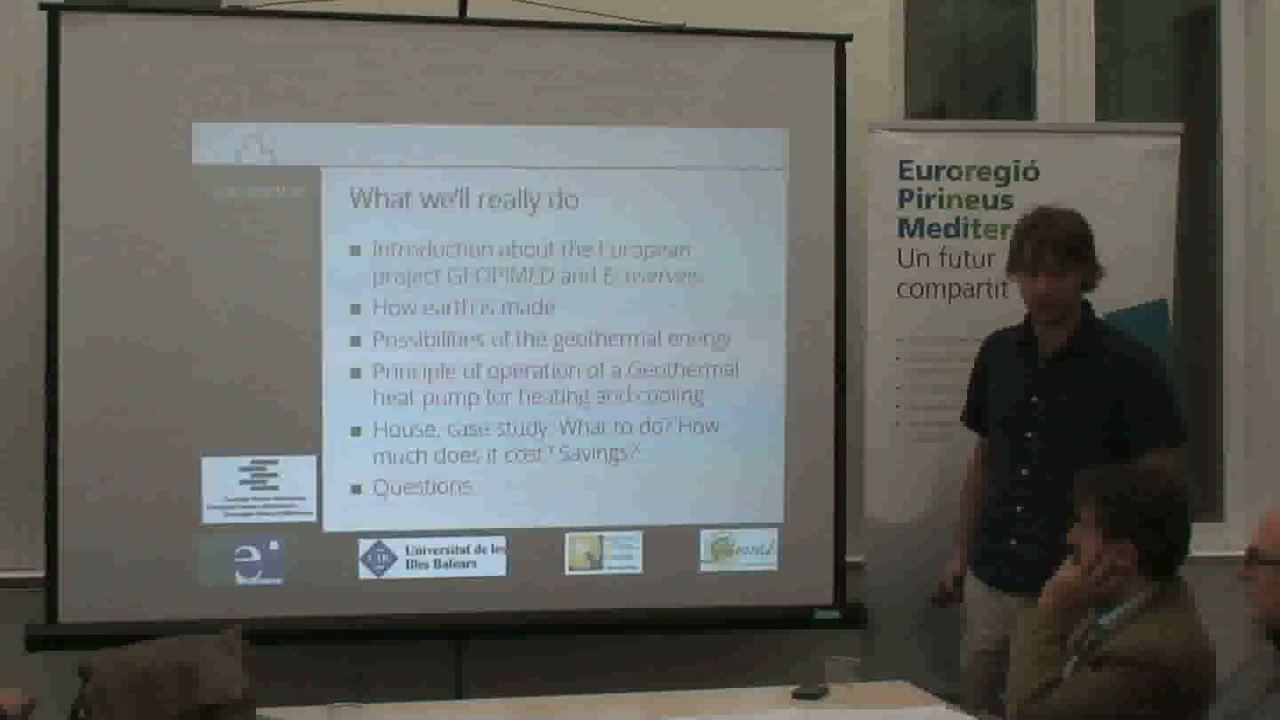 What we'll really do
Introduction about the European
project GEOPIMED and
How earth is made
Possibilities of the geothermal energy
Principle of operation of a Geothermal
heat pump for heating and cooling
House, case study. What to do? How
much does it cost? Savings?
Questions
Universitat de les
Illes Balears
Euroregió
Pirineus
Mediter
Un futur
compartit